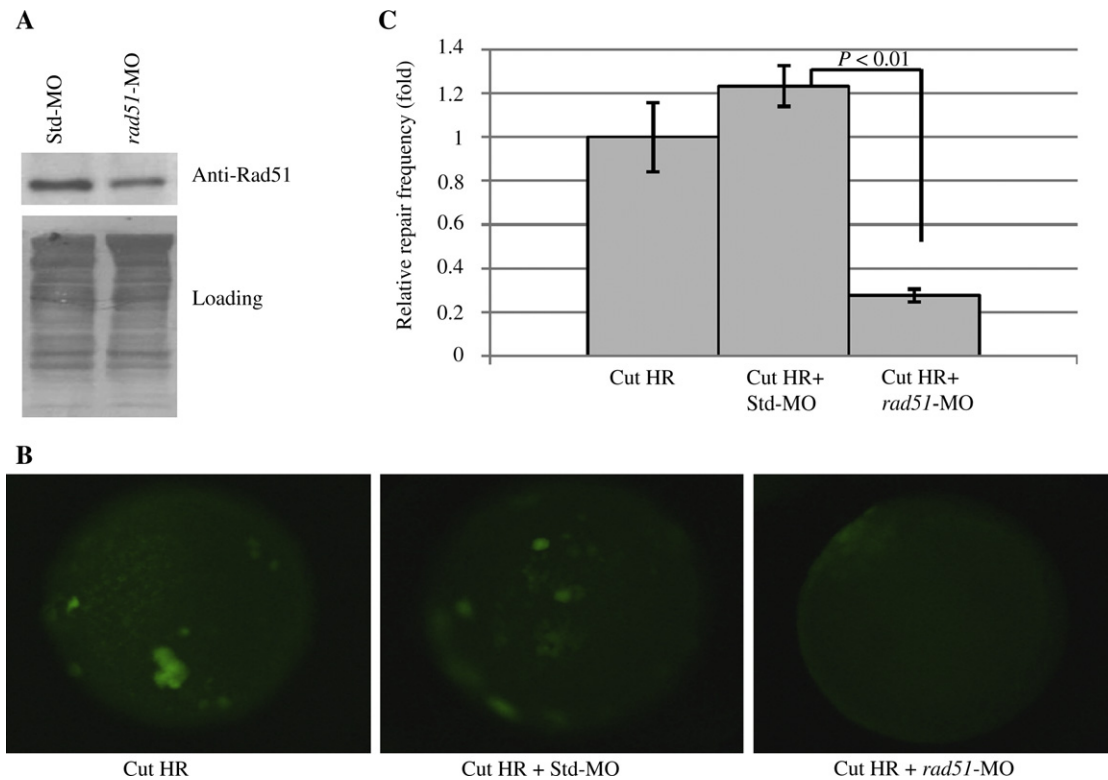 A
Std-MO
rad51-MO
Anti-Rad51
Loading
C
Relative repair frequency (fold)
1.4
1.2
1
0.8
0.6
0.4
0.2
0
P < 0.01
Cut HR
Cut HR+
Std-MO
Cut HR+
rad51-MO
B
Cut HR
Cut HR + Std-MO
Cut HR + rad51-MO